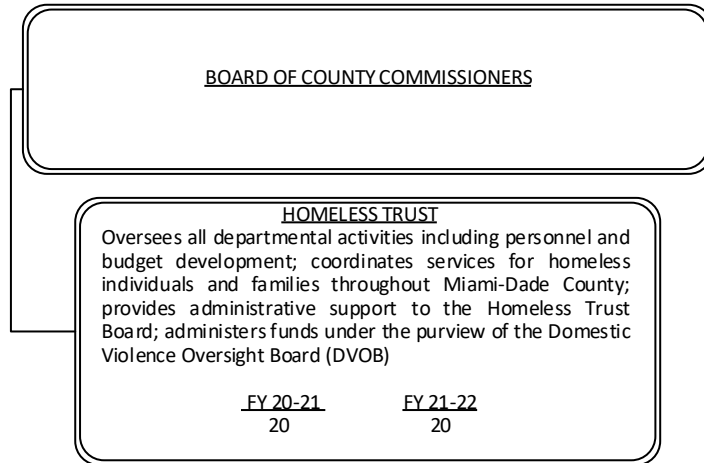 BOARD OF COUNTY COMMISSIONERS
HOMELESS TRUST
Oversees all departmental activities including personnel and
budget development; coordinates services for homeless
individuals and families throughout Miami-Dade County;
provides administrative support to the Homeless Trust
Board; administers funds under the purview of the Domestic
Violence Oversight Board (DVOB)
FY 20-21 FY 21-22
20 20